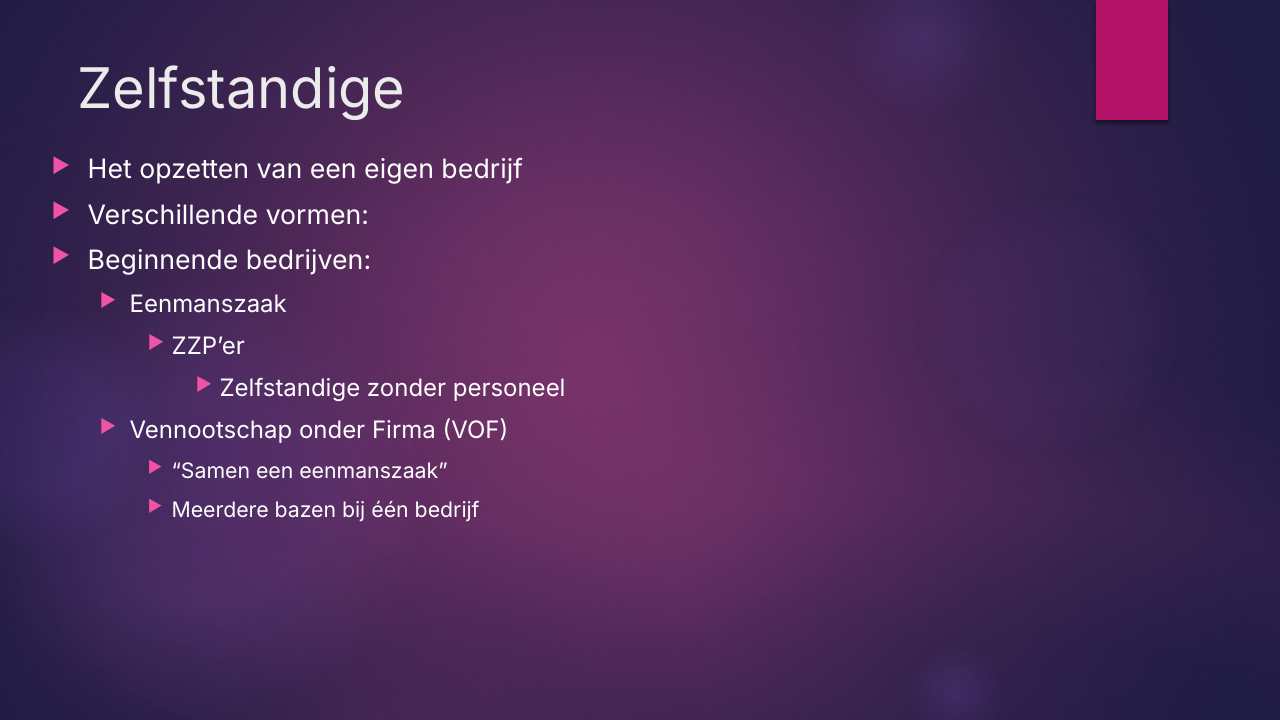 Zelfstandige
Het opzetten van een eigen bedrijf
Verschillende vormen:
Beginnende bedrijven:
Eenmanszaak
ZZP’er
Zelfstandige zonder personeel
Vennootschap onder Firma (VOF)
“Samen een eenmanszaak”
Meerdere bazen bij één bedrijf